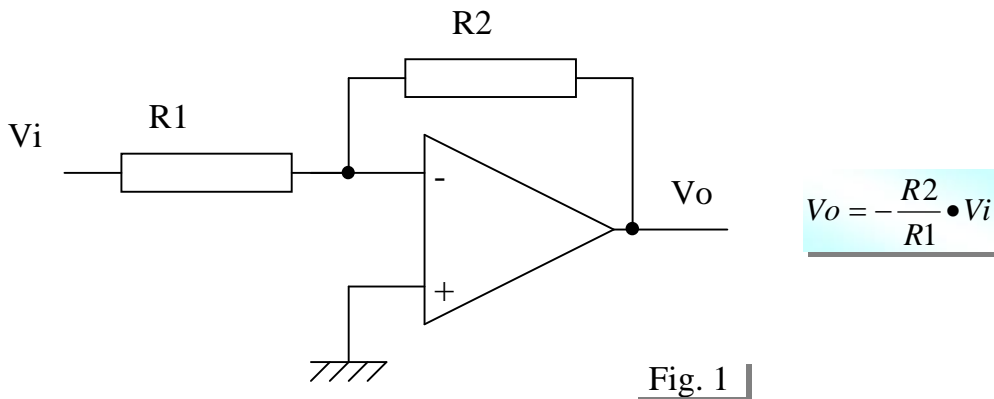 R2
R1
Vi
-
Vo
Vo = - R2/R1 • Vi
+
Fig. 1